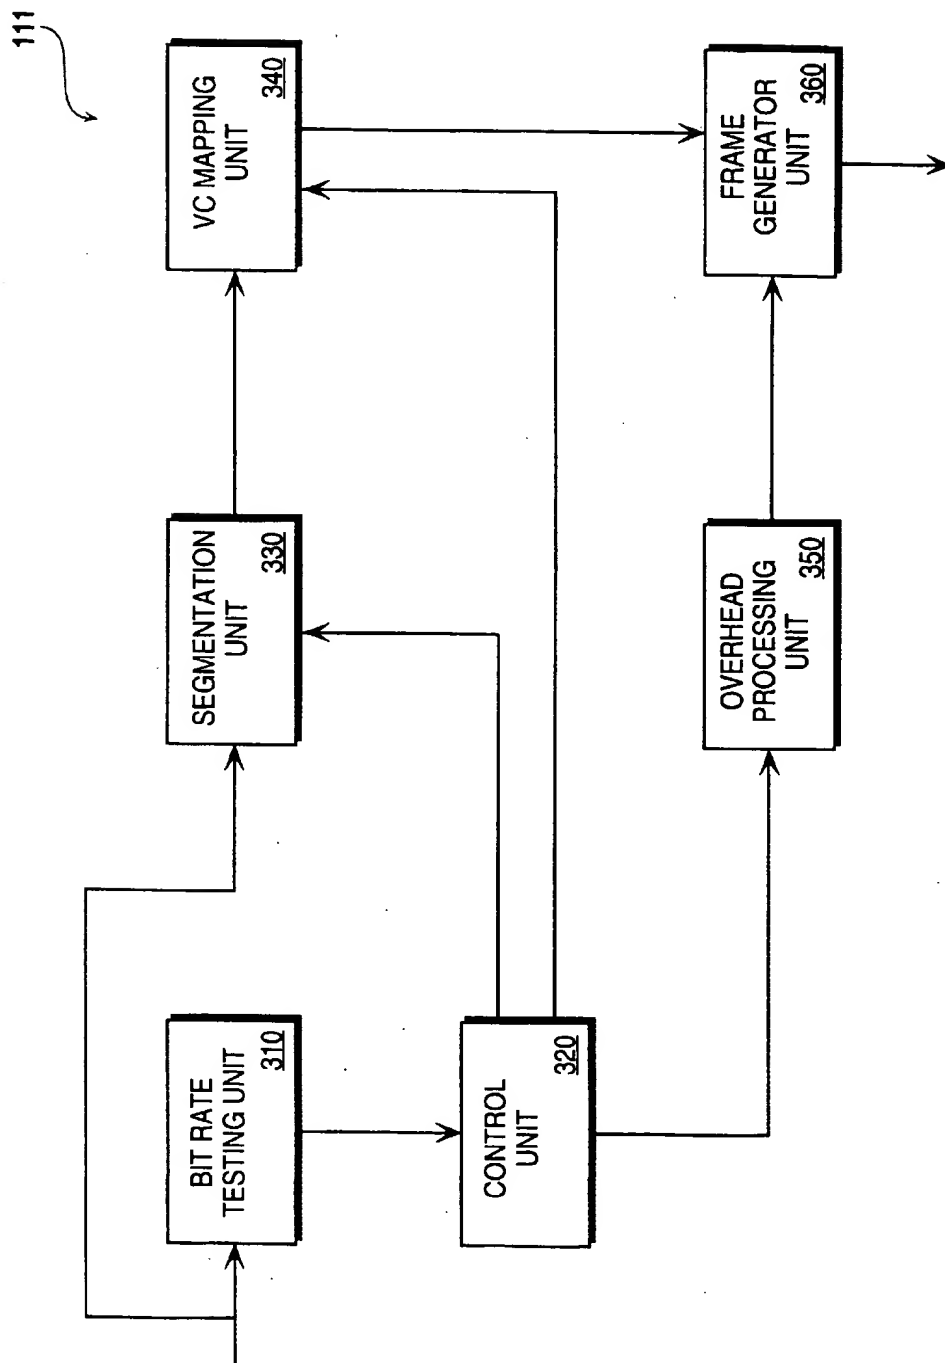 111
BIT RATE
TESTING UNIT
310
SEGMENTATION
UNIT
330
VC MAPPING
UNIT
340
CONTROL
UNIT
320
OVERHEAD
PROCESSING
UNIT
350
FRAME
GENERATOR
UNIT
360